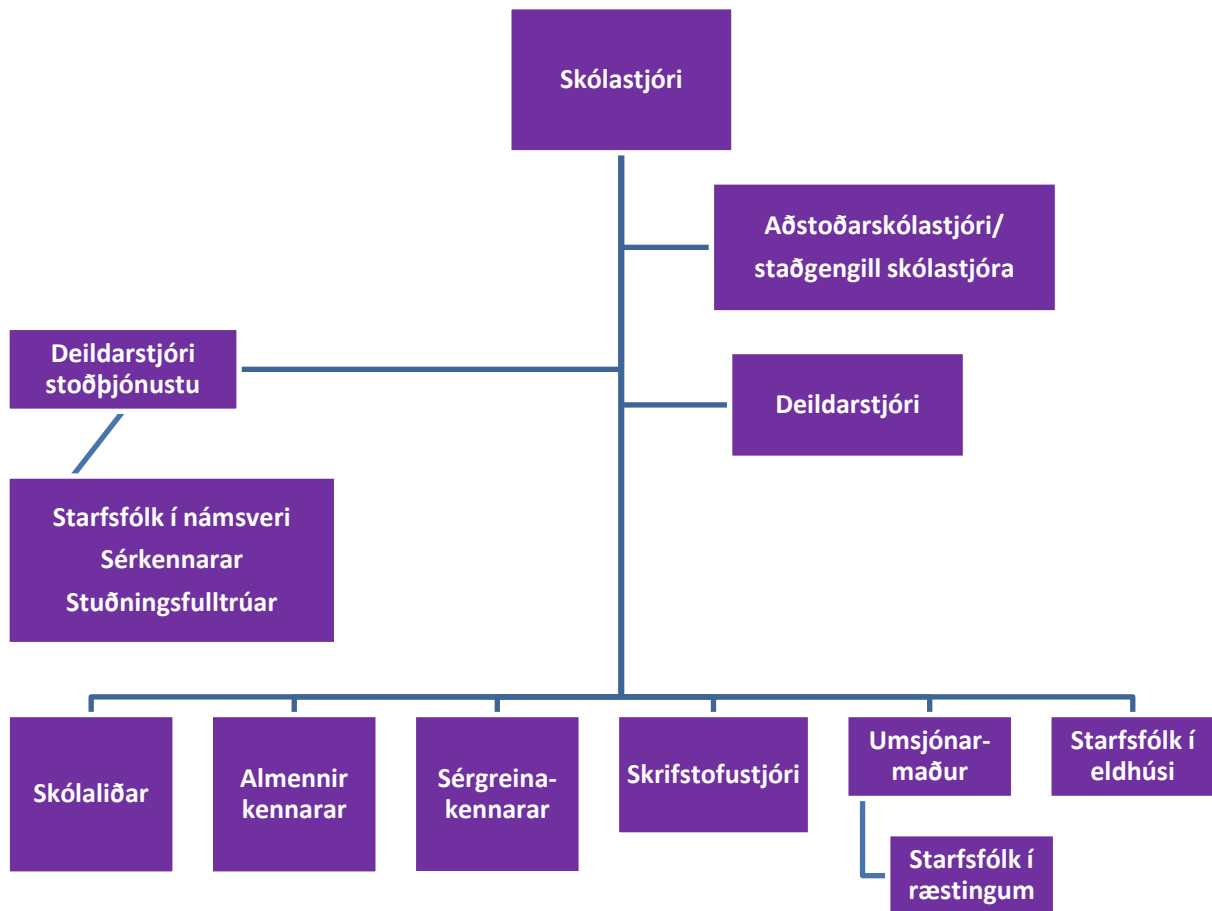 Skólastjóri
Aðstoðarskólastjóri/
staðgengill skólastjóra
Deildarstjóri
stoðþjónustu
Deildarstjóri
Starfsfólk í námsveri
Sérkennarar
Stuðningsfulltrúar
Skólaliðar
Almennir
kennarar
Sérgreina-
kennarar
Skrifstofustjóri
Umsjónar-
maður
Starfsfólk í
eldhúsi
Starfsfólk í
ræstingum